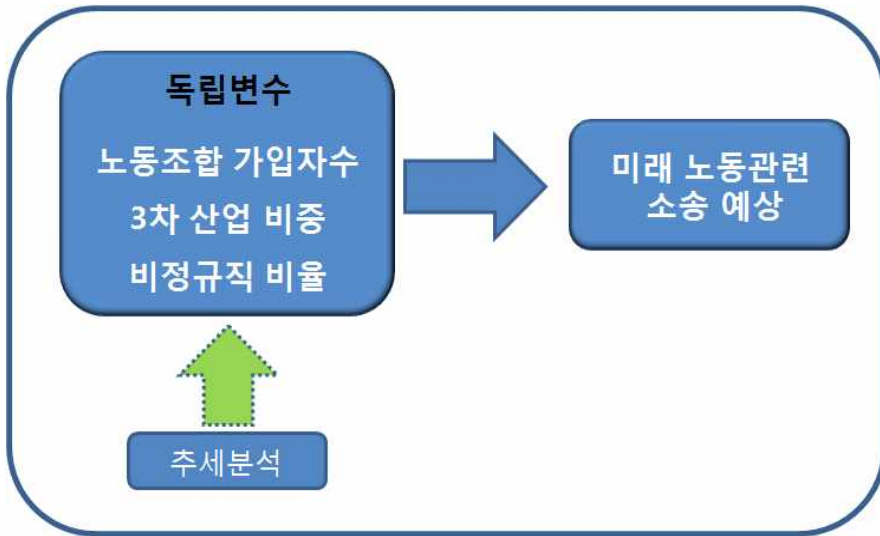 독립변수
노동조합 가입자수
3차 산업 비중
비정규직 비율
미래 노동관련
소송 예상
추세분석